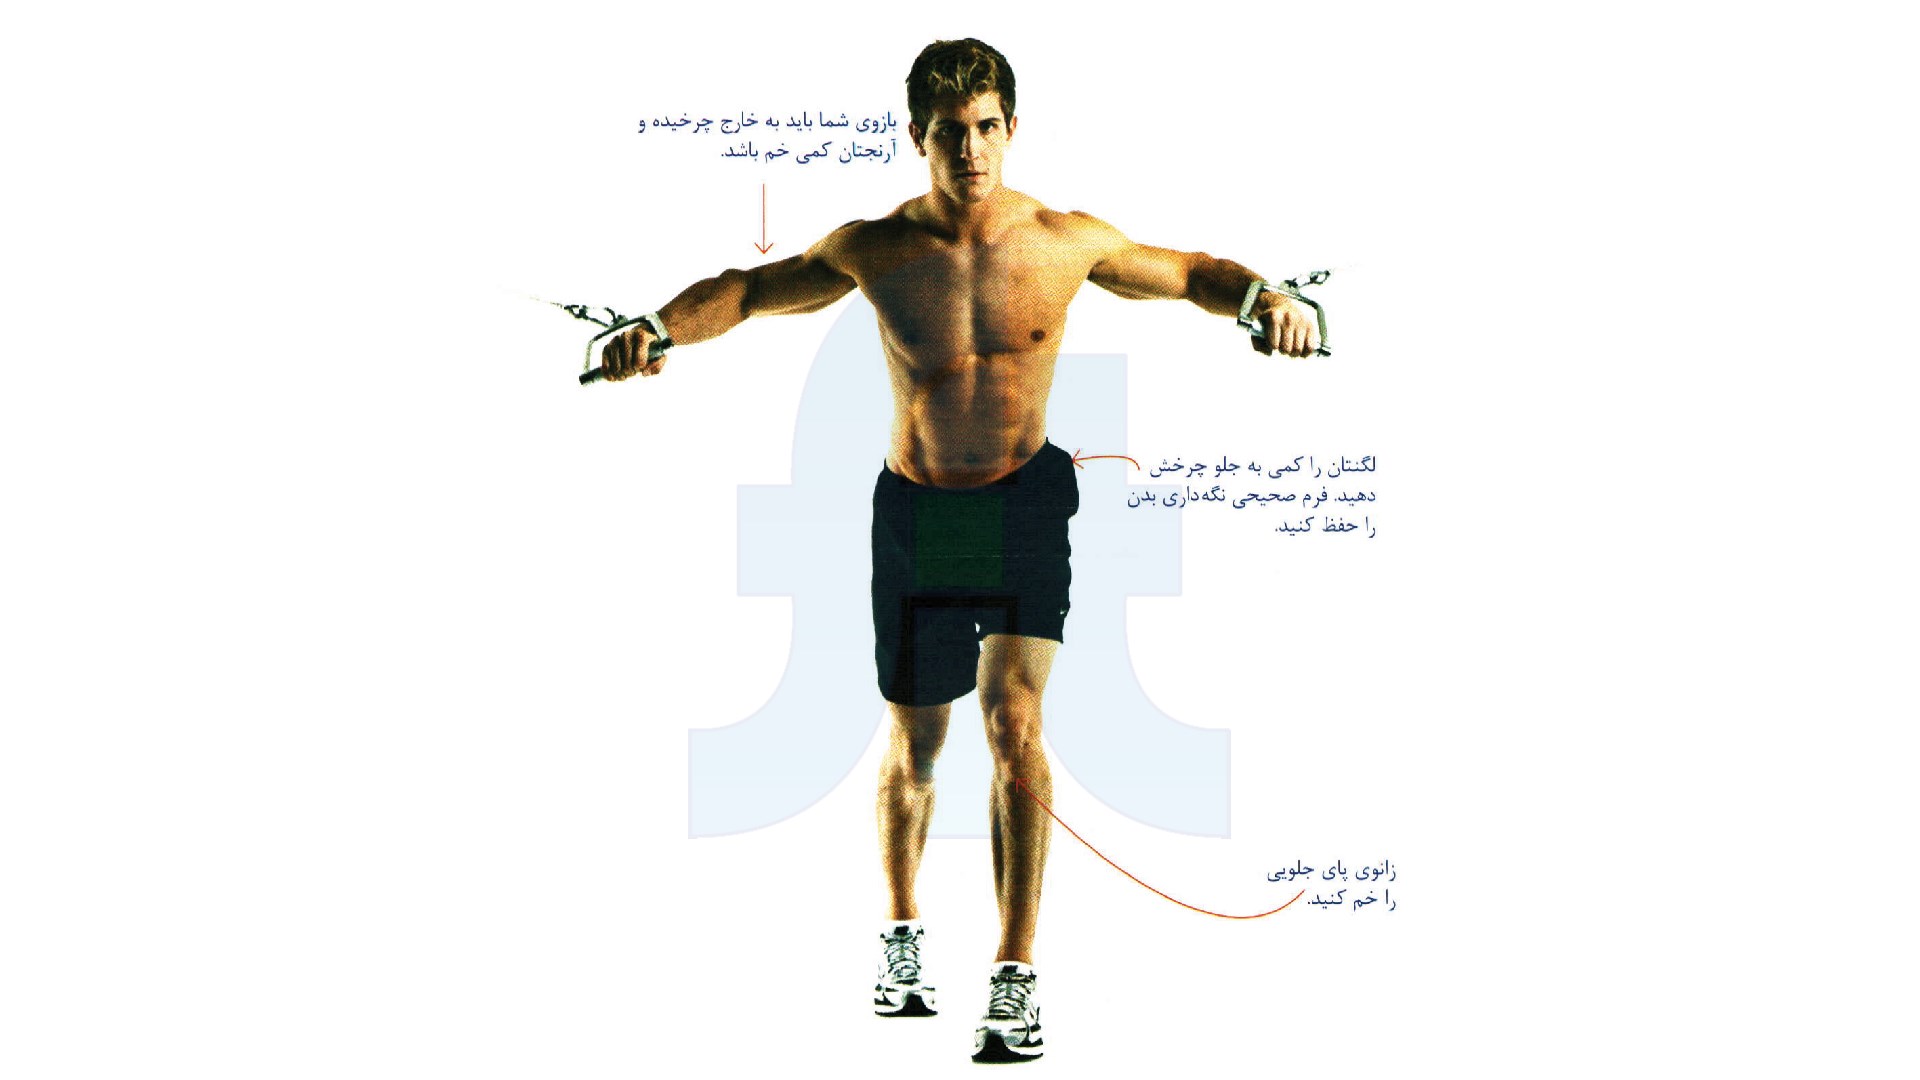 بازوی شما باید به خارج چرخیده و
آرنجتان کمی خم باشد.
لگنتان را کمی به جلو چرخش
دهید. فرم صحیحی نگه‌داری بدن
را حفظ کنید.
زانوی پای جلویی
را خم کنید.